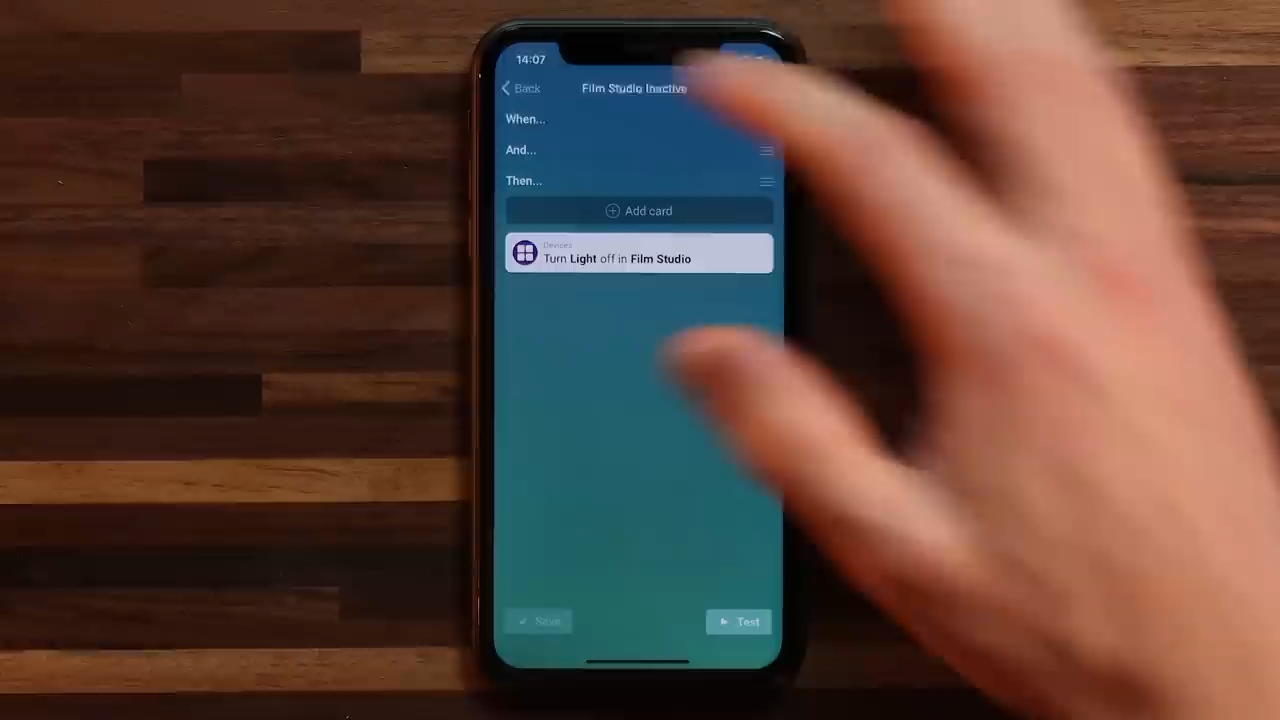 14:07
Back
Film Studio Inactive
When...
And...
Then...
Add card
Devices
Turn Light off in Film Studio
Save
Test